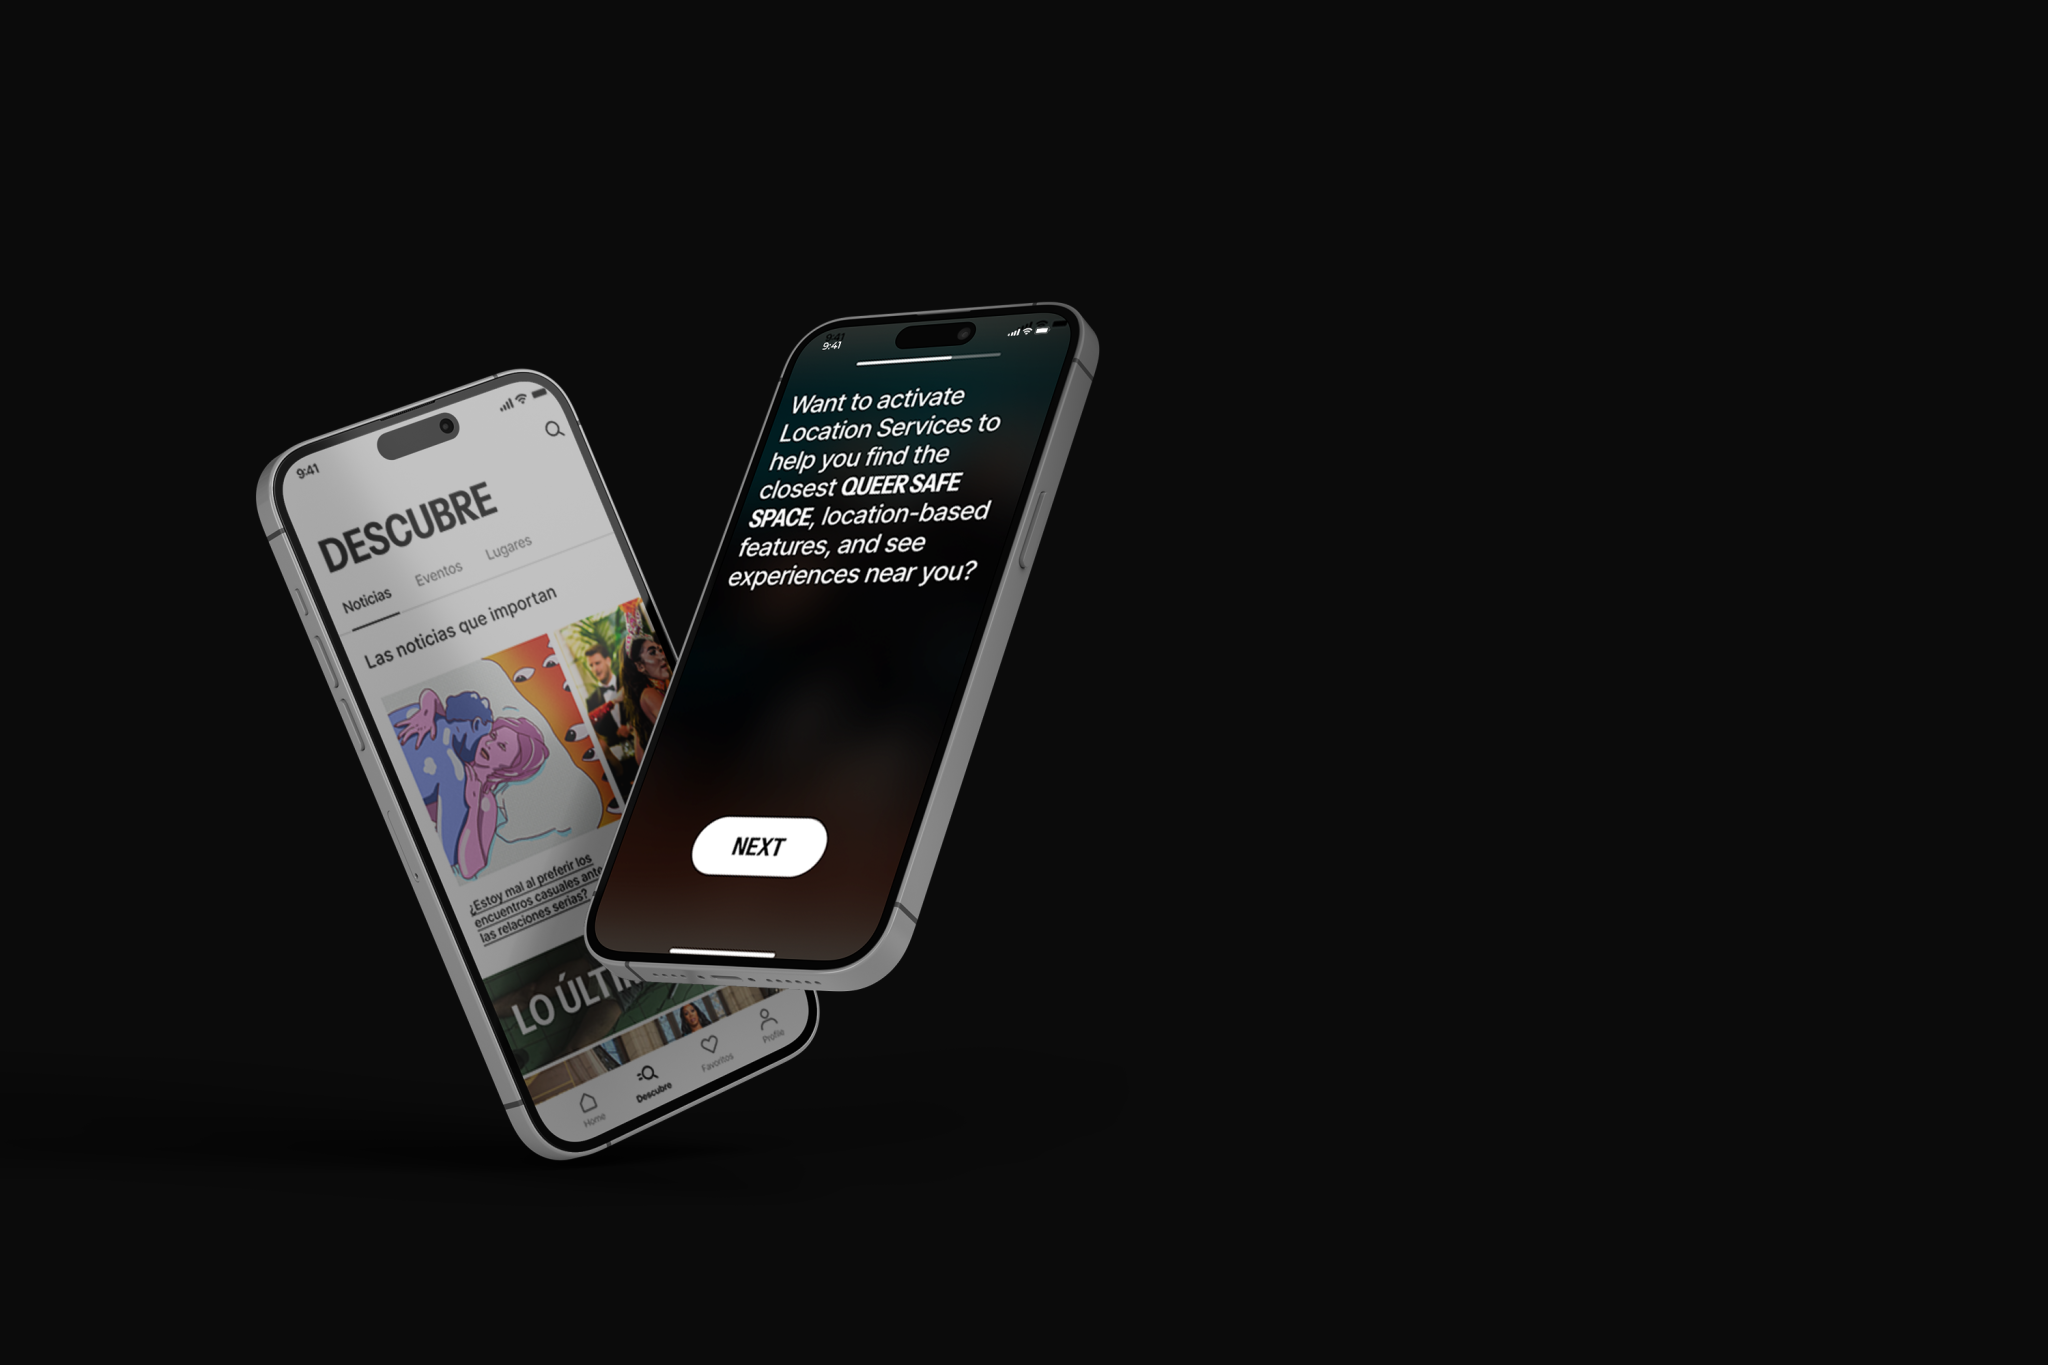 9:41
DESCUBRE
Noticias
Eventos
Lugares
Las noticias que importan
¿Estoy mal al preferir los
encuentros casuales ante
las relaciones serias?
LO
Home
Descubre
Favoritos
Profile
9:41
Want to activate
Location Services to
help you find the
closest QUEER SAFE
SPACE, location-based
features, and see
experiences near you?
NEXT